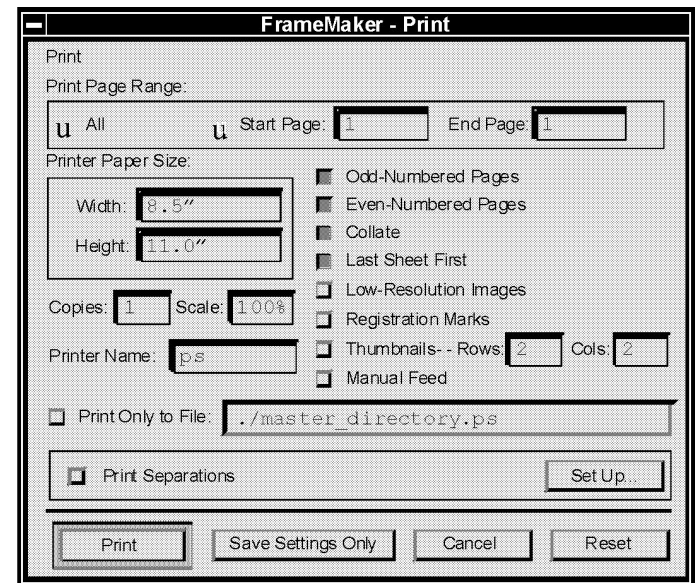 FrameMaker - Print
Print
Print Page Range:
u All u Start Page: 1 End Page: 1
Printer Paper Size:
Width: 8.5″
Height: 11.0″
Odd-Numbered Pages
Even-Numbered Pages
Collate
Last Sheet First
Low-Resolution Images
Registration Marks
Thumbnails- - Rows: 2 Cols: 2
Manual Feed
Copies: 1 Scale: 100%
Printer Name: ps
Print Only to File: ./master_directory.ps
Print Separations Set Up...
Print Save Settings Only Cancel Reset